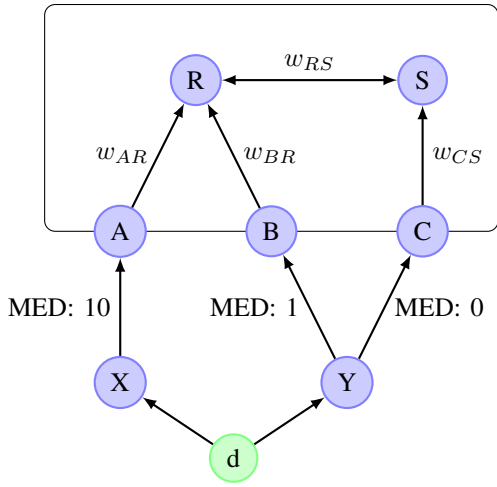 w_{RS}
R
S
w_{AR}
w_{BR}
w_{CS}
A
B
C
MED: 10
MED: 1
MED: 0
X
Y
d